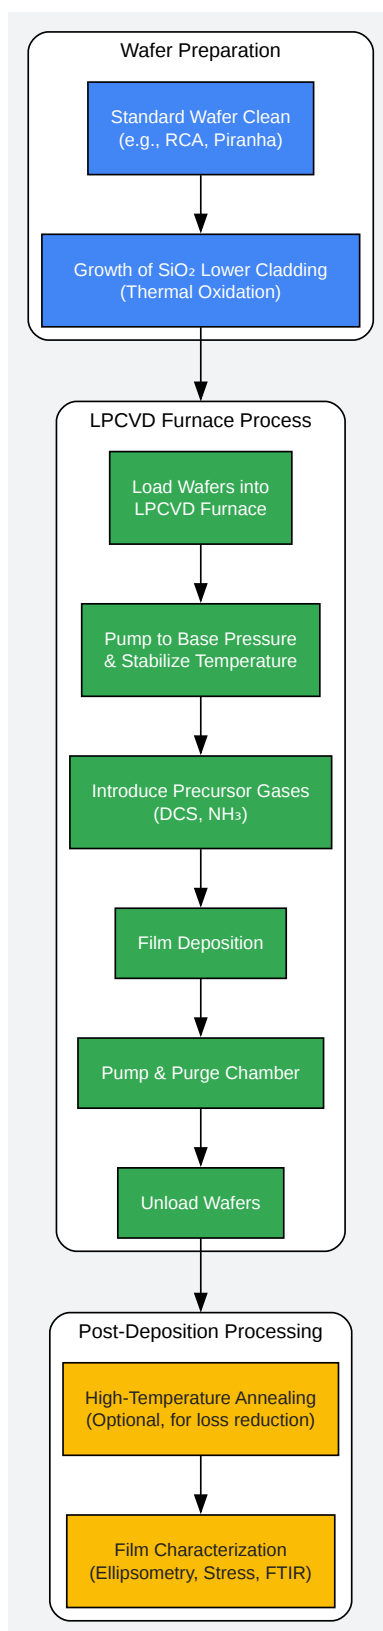 Wafer Preparation
Standard Wafer Clean
(e.g., RCA, Piranha)
Growth of SiO₂ Lower Cladding
(Thermal Oxidation)
LPCVD Furnace Process
Load Wafers into
LPCVD Furnace
Pump to Base Pressure
& Stabilize Temperature
Introduce Precursor Gases
(DCS, NH₃)
Film Deposition
Pump & Purge Chamber
Unload Wafers
Post-Deposition Processing
High-Temperature Annealing
(Optional, for loss reduction)
Film Characterization
(Ellipsometry, Stress, FTIR)